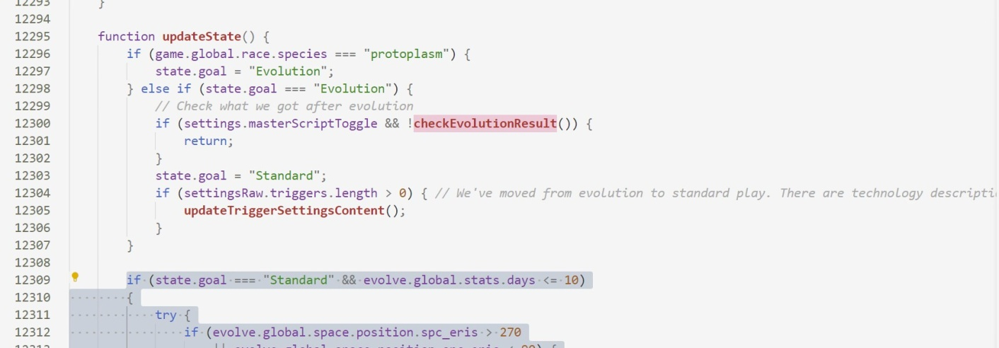 12293 }
12294
12295 function updateState() {
12296 if (game.global.race.species === "protoplasm") {
12297 state.goal = "Evolution";
12298 } else if (state.goal === "Evolution") {
12299 // Check what we got after evolution
12300 if (settings.masterScriptToggle && !checkEvolutionResult()) {
12301 return;
12302 }
12303 state.goal = "Standard";
12304 if (settingsRaw.triggers.length > 0) { // We've moved from evolution to standard play. There are technology descripti
12305 updateTriggerSettingsContent();
12306 }
12307 }
12308
12309 if (state.goal === "Standard" && evolve.global.stats.days <= 10)
12310 {
12311 try {
12312 if (evolve.global.space.position.spc_eris > 270